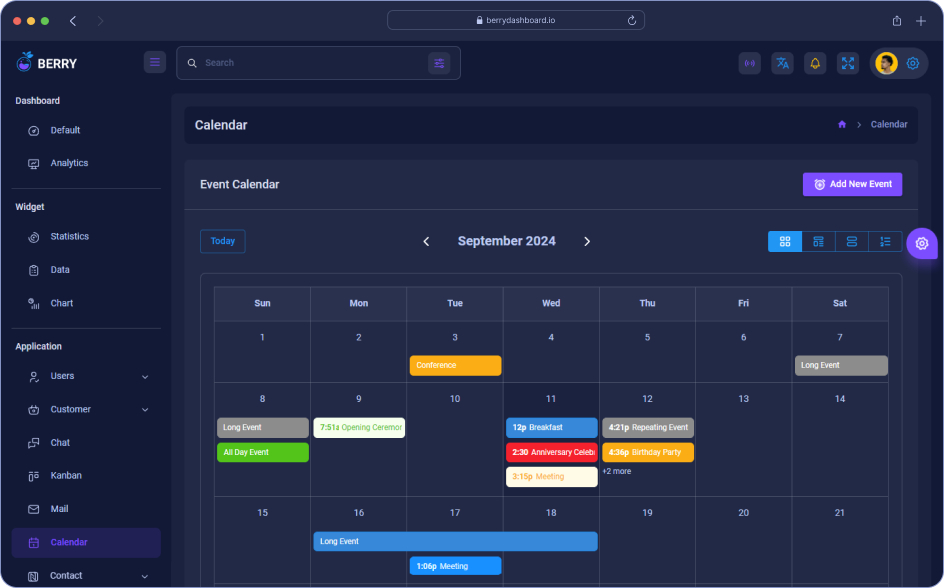 berrydashboard.io
BERRY
Search
Dashboard
Default
Analytics
Widget
Statistics
Data
Chart
Application
Users
Customer
Chat
Kanban
Mail
Calendar
Contact
Calendar
Calendar
Event Calendar
Add New Event
Today
September 2024
Sun Mon Tue Wed Thu Fri Sat
1 2 3 4 5 6 7
Conference
Long Event
8 9 10 11 12 13 14
Long Event
7:51a Opening Ceremor
12p Breakfast
4:21p Repeating Event
All Day Event
2:30 Anniversary Celebi
4:36p Birthday Party
3:15p Meeting
+2 more
15 16 17 18 19 20 21
Long Event
1:06p Meeting